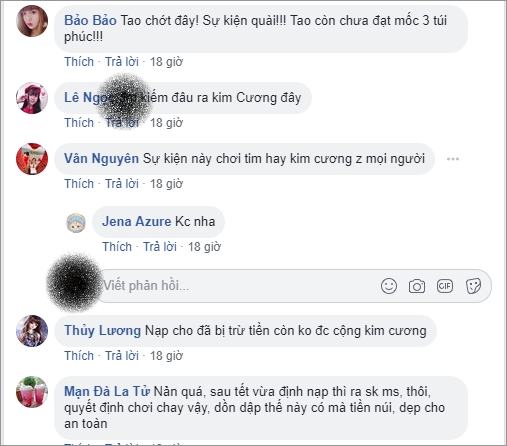 Bảo Bảo Tao chớt đây! Sự kiện quài!!! Tao còn chưa đạt mốc 3 túi
phúc!!!
Thích · Trả lời · 18 giờ
Lê Ngọc kiếm đâu ra kim Cương đây
Thích · Trả lời · 18 giờ
Vân Nguyên Sự kiện này chơi tim hay kim cương z mọi người
Thích · Trả lời · 18 giờ
Jena Azure Kc nha
Thích · Trả lời · 18 giờ
Viết phản hồi...
GIF
Thủy Lương Nạp cho đã bị trừ tiền còn ko đc cộng kim cương
Thích · Trả lời · 18 giờ
Mạn Đà La Tử Nản quá, sau tết vừa định nạp thì ra sk ms, thôi,
quyết định chơi chay vậy, dồn dập thế này có mà tiền núi, dẹp cho
an toàn
Thích · Trả lời · 18 giờ